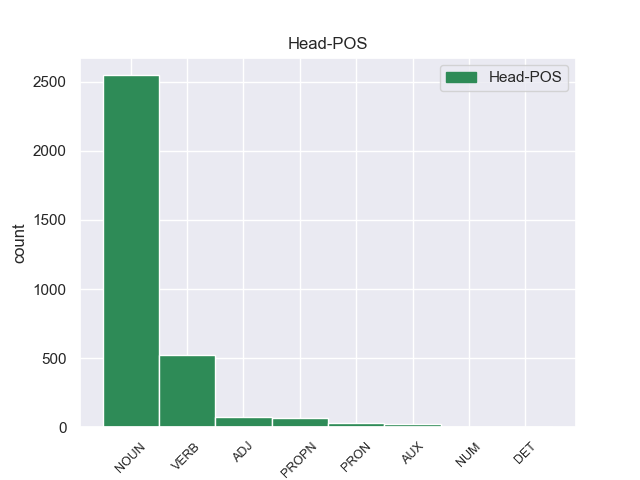 Head-POS
Head-POS
2500
2000
1500
1000
500
0
count
NOUN
VERB
ADJ
PROPN
PRON
AUX
NUM
DET